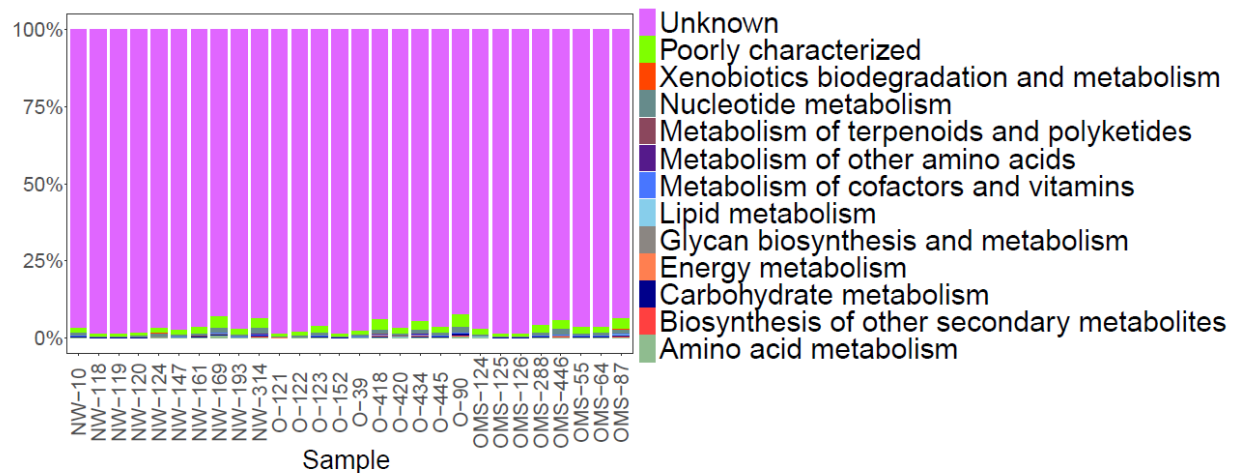 100%
75%
50%
25%
0%
NW−10
NW−118
NW−119
NW−120
NW−124
NW−147
NW−161
NW−169
NW−193
NW−314
O−121
O−122
O−123
O−152
O−39
O−418
O−420
O−434
O−445
O−90
OMS−124
OMS−125
OMS−126
OMS−288
OMS−446
OMS−55
OMS−64
OMS−87
Sample
Unknown
Poorly characterized
Xenobiotics biodegradation and metabolism
Nucleotide metabolism
Metabolism of terpenoids and polyketides
Metabolism of other amino acids
Metabolism of cofactors and vitamins
Lipid metabolism
Glycan biosynthesis and metabolism
Energy metabolism
Carbohydrate metabolism
Biosynthesis of other secondary metabolites
Amino acid metabolism